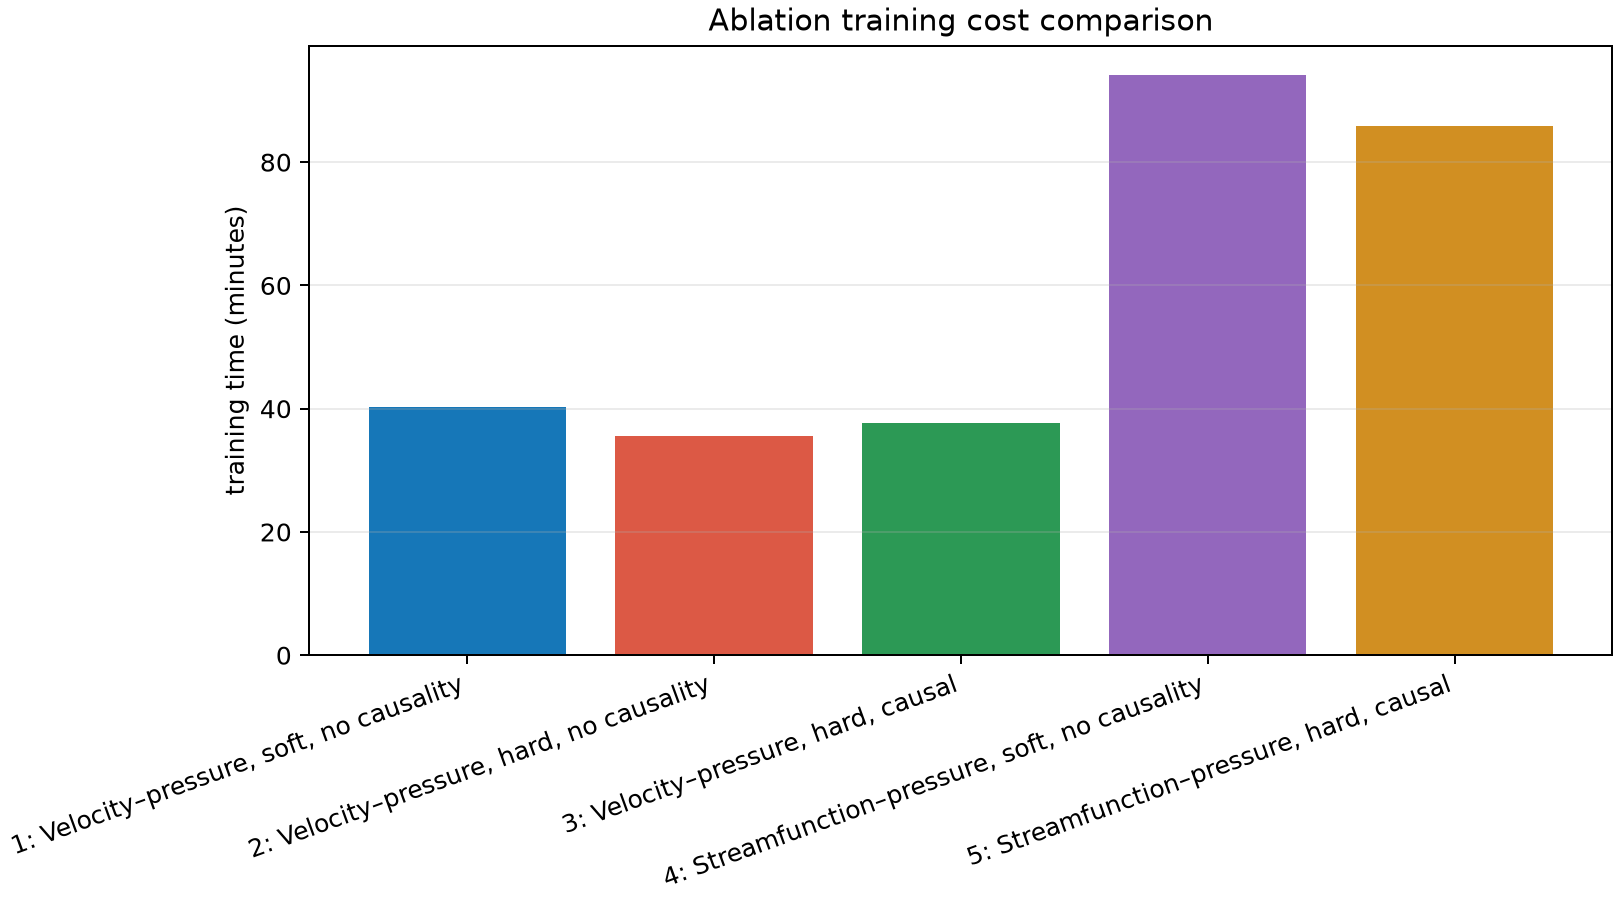 Ablation training cost comparison
training time (minutes)
80
60
40
20
0
1: Velocity–pressure, soft, no causality
2: Velocity–pressure, hard, no causality
3: Velocity–pressure, hard, causal
4: Streamfunction–pressure, soft, no causality
5: Streamfunction–pressure, hard, causal